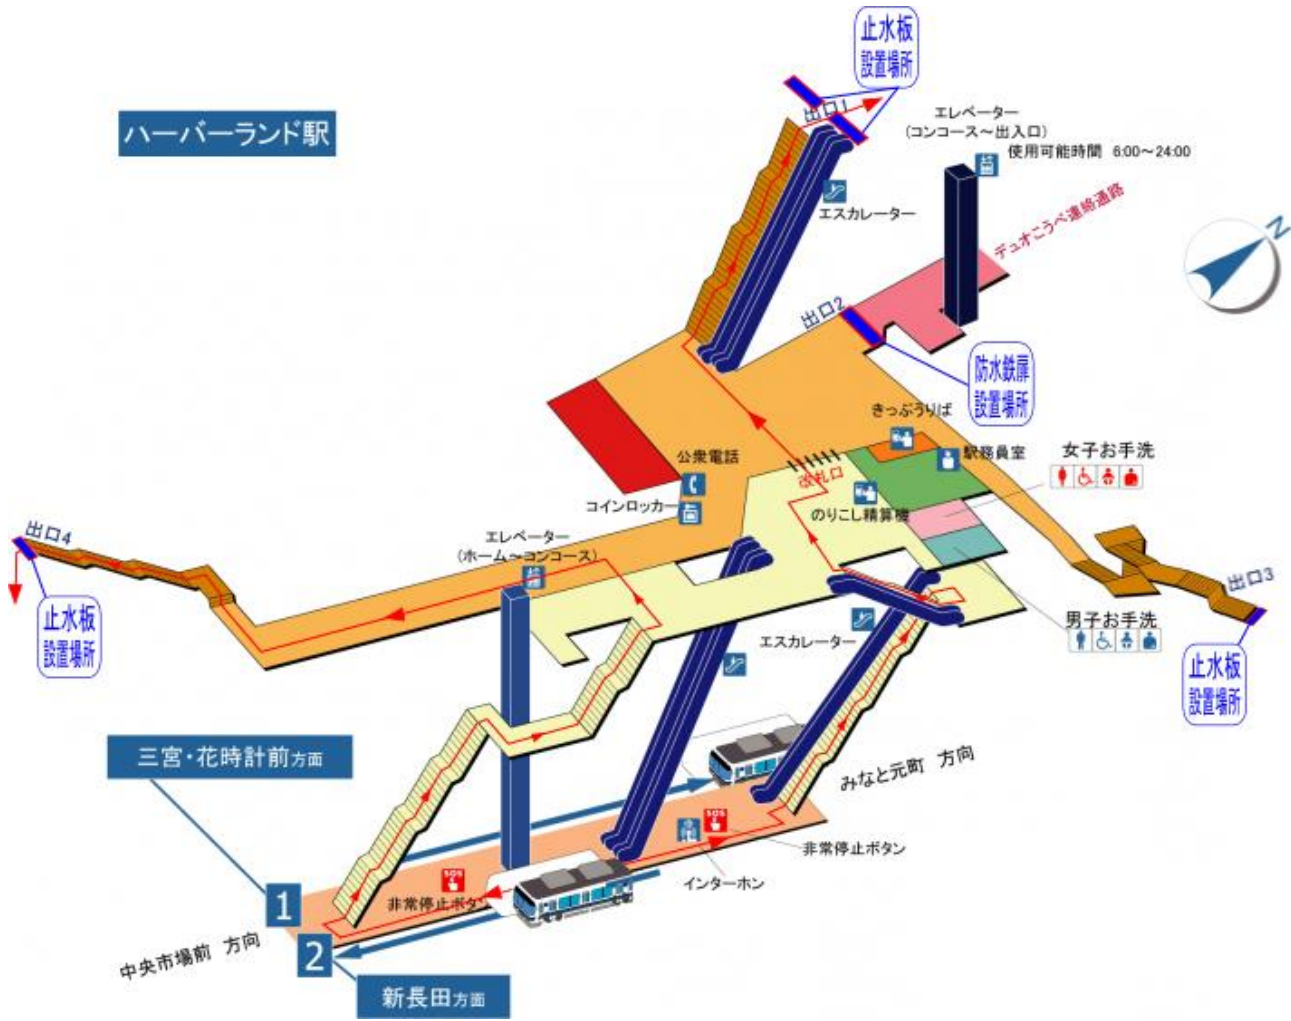 止水板
設置場所
ハーバーランド駅
出口1
エレベーター
(コンコース～出入口)
使用可能時間 6:00～24:00
エスカレーター
デュオこうべ連絡通路
N
出口2
防水鉄扉
設置場所
きっぷうりば
駅務員室
女子お手洗
公衆電話
改札口
コインロッカー
のりこし精算機
出口4
エレベーター
(ホーム～コンコース)
出口3
止水板
設置場所
エスカレーター
男子お手洗
止水板
設置場所
三宮・花時計前方面
みなと元町 方向
SOS
非常停止ボタン
インターホン
SOS
非常停止ボタン
1
中央市場前 方向
2
新長田方面